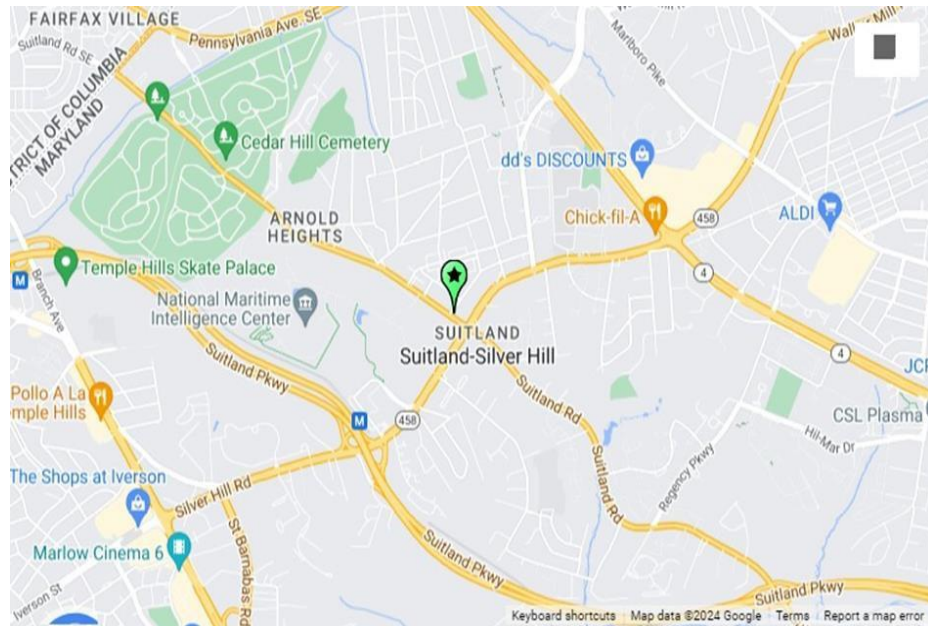 FAIRFAX VILLAGE
Suitland Rd SE
Pennsylvania Ave. SE
Marlboro Pike
Walker Mill
DISTRICT OF COLUMBIA
MARYLAND
Cedar Hill Cemetery
dd's DISCOUNTS
Chick-fil-A
458
ALDI
ARNOLD
HEIGHTS
Temple Hills Skate Palace
M
Branch Ave
National Maritime
Intelligence Center
4
SUITLAND
Suitland-Silver Hill
Suitland Pkwy
4
JCP
Pollo A La
mple Hills
M
458
Suitland Rd
CSL Plasma
Hil-Mar Dr
Regency Pkwy
Suitland Rd
The Shops at Iverson
Silver Hill Rd
St Barnabas Rd
Marlow Cinema 6
Suitland Pkwy
Iverson St
Suitland Pkwy
Keyboard shortcuts Map data ©2024 Google Terms Report a map error